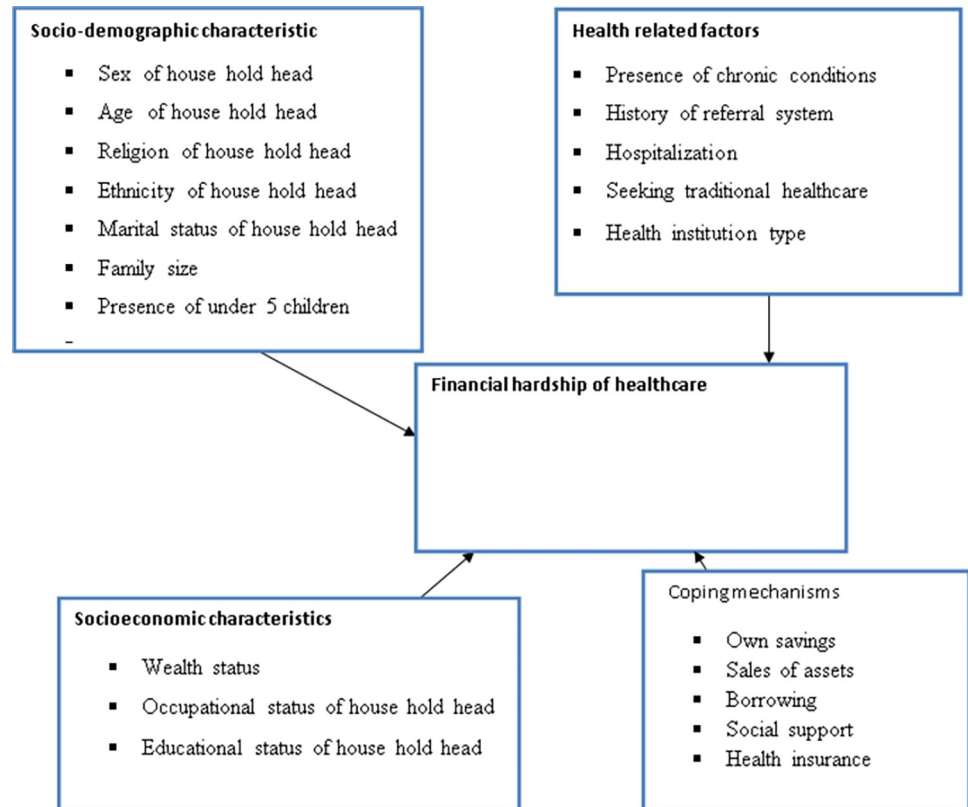 Socio-demographic characteristic
▪ Sex of house hold head
▪ Age of house hold head
▪ Religion of house hold head
▪ Ethnicity of house hold head
▪ Marital status of house hold head
▪ Family size
▪ Presence of under 5 children
–
Health related factors
▪ Presence of chronic conditions
▪ History of referral system
▪ Hospitalization
▪ Seeking traditional healthcare
▪ Health institution type
Financial hardship of healthcare
Socioeconomic characteristics
▪ Wealth status
▪ Occupational status of house hold head
▪ Educational status of house hold head
Coping mechanisms
▪ Own savings
▪ Sales of assets
▪ Borrowing
▪ Social support
▪ Health insurance